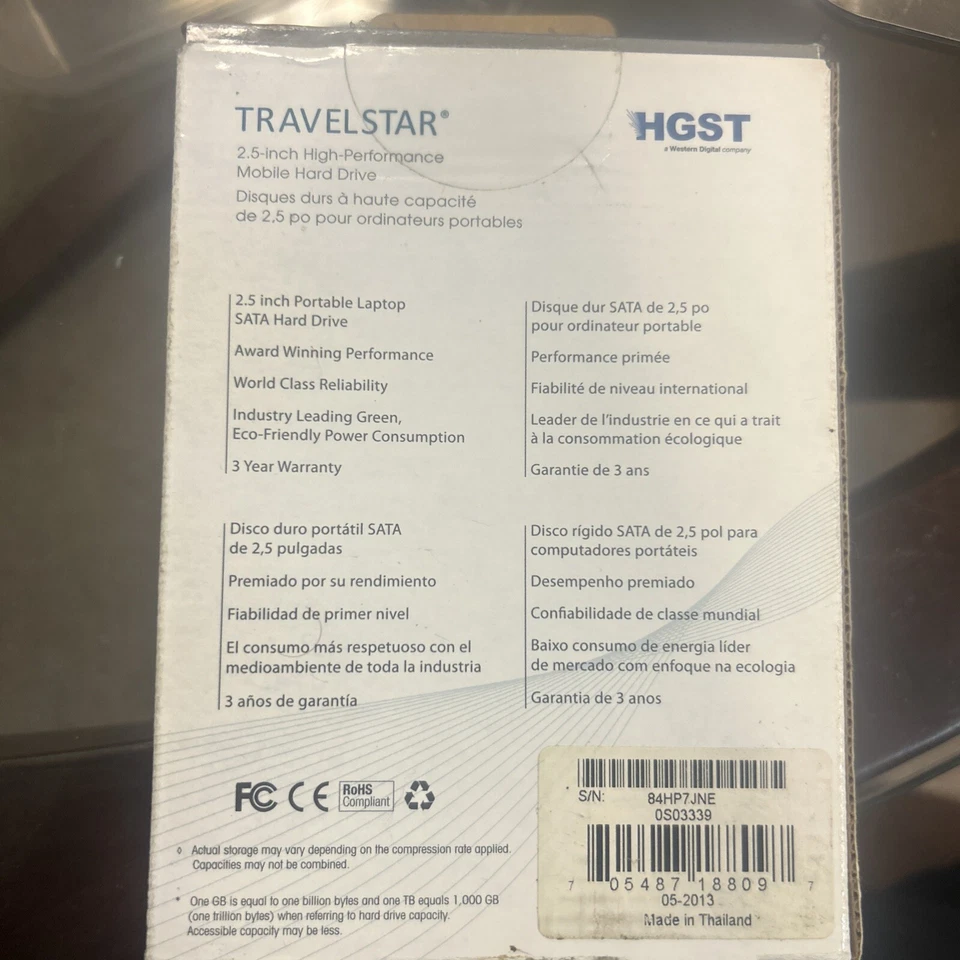 TRAVELSTAR®
2.5-inch High-Performance
Mobile Hard Drive
Disques durs à haute capacité
de 2,5 po pour ordinateurs portables
HGST
a Western Digital company
2.5 inch Portable Laptop
SATA Hard Drive
Award Winning Performance
World Class Reliability
Industry Leading Green,
Eco-Friendly Power Consumption
3 Year Warranty
Disque dur SATA de 2,5 po
pour ordinateur portable
Performance primée
Fiabilité de niveau international
Leader de l'industrie en ce qui a trait
à la consommation écologique
Garantie de 3 ans
Disco duro portátil SATA
de 2,5 pulgadas
Premiado por su rendimiento
Fiabilidad de primer nivel
El consumo más respetuoso con el
medioambiente de toda la industria
3 años de garantía
Disco rígido SATA de 2,5 pol para
computadores portáteis
Desempenho premiado
Confiabilidade de classe mundial
Baixo consumo de energia líder
de mercado com enfoque na ecologia
Garantia de 3 anos
FC CE RoHS
Compliant
◊ Actual storage may vary depending on the compression rate applied.
Capacities may not be combined.
* One GB is equal to one billion bytes and one TB equals 1,000 GB
(one trillion bytes) when referring to hard drive capacity.
Accessible capacity may be less.
S/N: 84HP7JNE
0S03339
7 05487 18809 7
05-2013
Made in Thailand